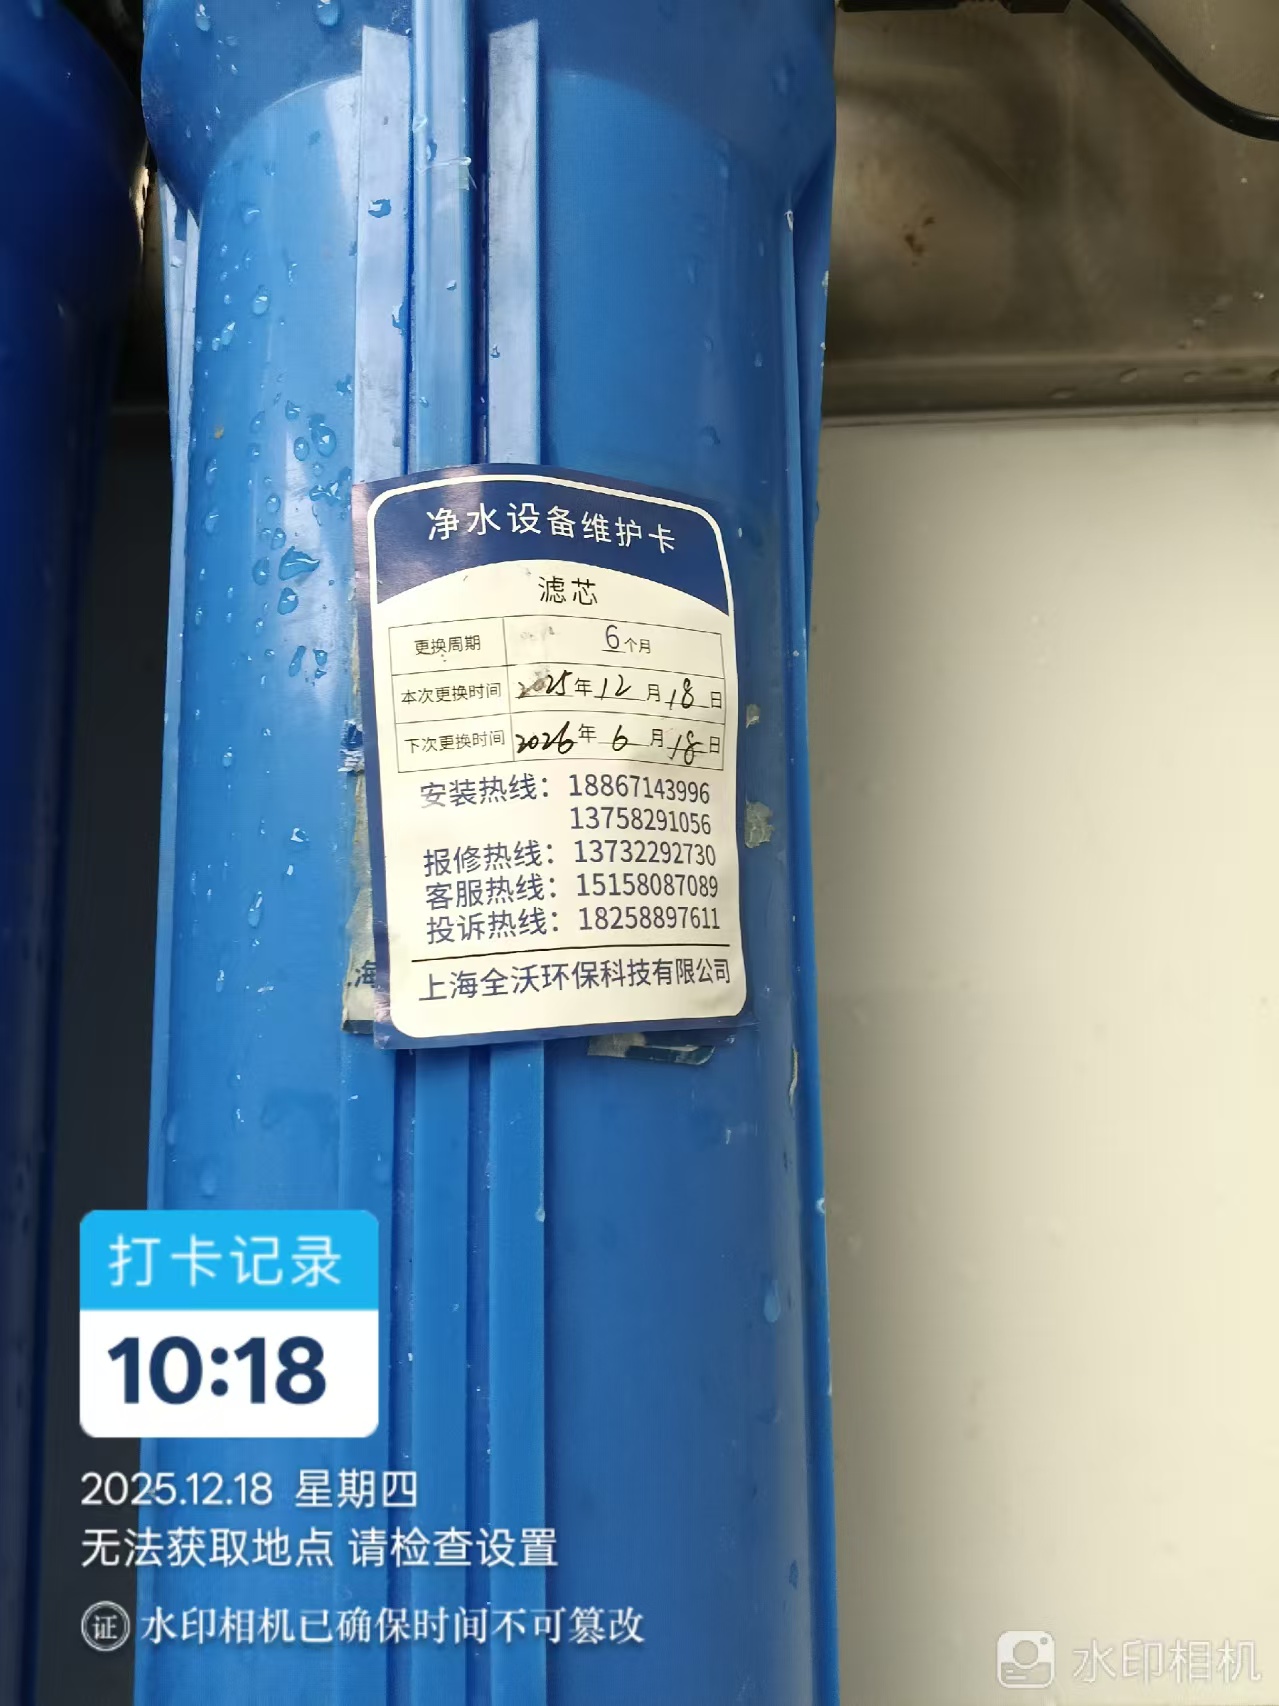 净水设备维护卡
滤芯
更换周期 6个月
本次更换时间 2025年12月18日
下次更换时间 2026年6月18日
安装热线：18867143996
13758291056
报修热线：13732292730
客服热线：15158087089
投诉热线：18258897611
上海全沃环保科技有限公司
海
打卡记录
10:18
2025.12.18 星期四
无法获取地点 请检查设置
证 水印相机已确保时间不可篡改
水印相机